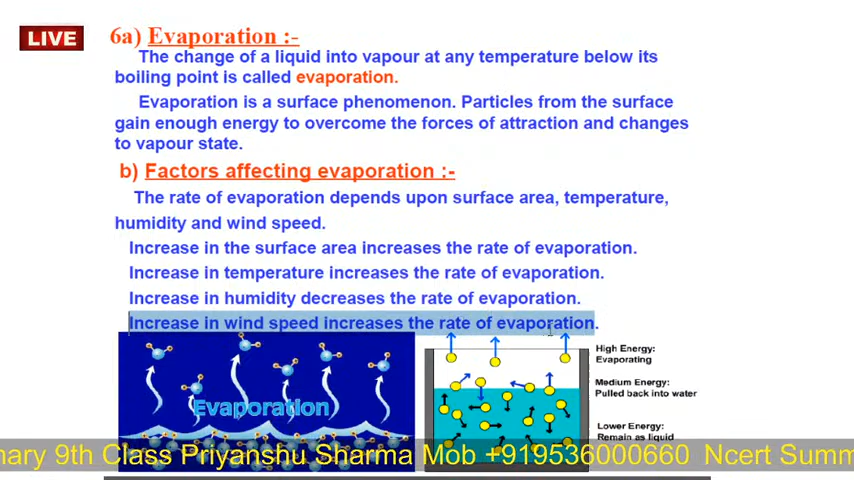 LIVE
6a) Evaporation :-
The change of a liquid into vapour at any temperature below its
boiling point is called evaporation.
Evaporation is a surface phenomenon. Particles from the surface
gain enough energy to overcome the forces of attraction and changes
to vapour state.
b) Factors affecting evaporation :-
The rate of evaporation depends upon surface area, temperature,
humidity and wind speed.
Increase in the surface area increases the rate of evaporation.
Increase in temperature increases the rate of evaporation.
Increase in humidity decreases the rate of evaporation.
Increase in wind speed increases the rate of evaporation.
Evaporation
High Energy:
Evaporating
Medium Energy:
Pulled back into water
Lower Energy:
Remain as liquid
mary 9th Class Priyanshu Sharma Mob +919536000660 Ncert Summ